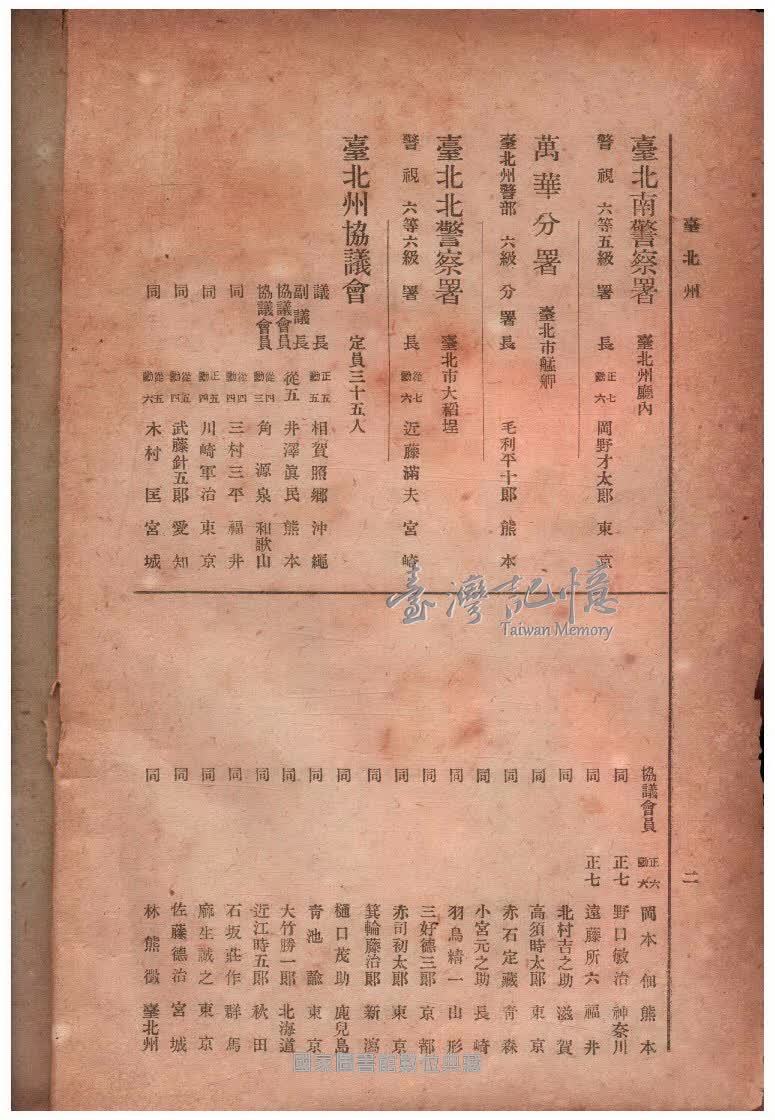 臺北州
二
臺北南警察署 臺北州廳內
警視 六等五級 署長 正七勳六 岡野才太郎 東京
萬華分署 臺北市艋舺
臺北州警部 六級 分署長 毛利平十郎 熊本
臺北北警察署 臺北市大稻埕
警視 六等六級 署長 從七勳六 近藤滿夫 宮崎
臺北州協議會 定員三十五人
議長 正五勳五 相賀照鄉 沖繩
副議長協議會員 從五 井澤眞民 熊本
協議會員 從四勳三 角源泉 和歌山
同 從四勳四 三村三平 福井
同 正五勳四 川崎軍治 東京
同 從五勳四 武藤針五郎 愛知
同 從五勳六 木村匡 宮城
協議會員 正六勳六 岡本 熊本
同 正七 野口敏治 神奈川
同 正七 遠藤所六 福井
同 北村吉之助 滋賀
同 高須時太郎 東京
同 赤石定藏 青森
同 小宮元之助 長崎
同 羽鳥精一 山形
同 三好德三郎 京都
同 赤司初太郎 東京
同 箕輪藤治郎 新瀉
同 樋口茂助 鹿兒島
同 青池諭 東京
同 大竹勝一郎 北海道
同 近江時五郎 秋田
同 石坂莊作 群馬
同 麻生誠之 東京
同 佐藤德治 宮城
同 林熊徵 臺北州
臺灣記憶
Taiwan Memory
國家圖書館數位典藏